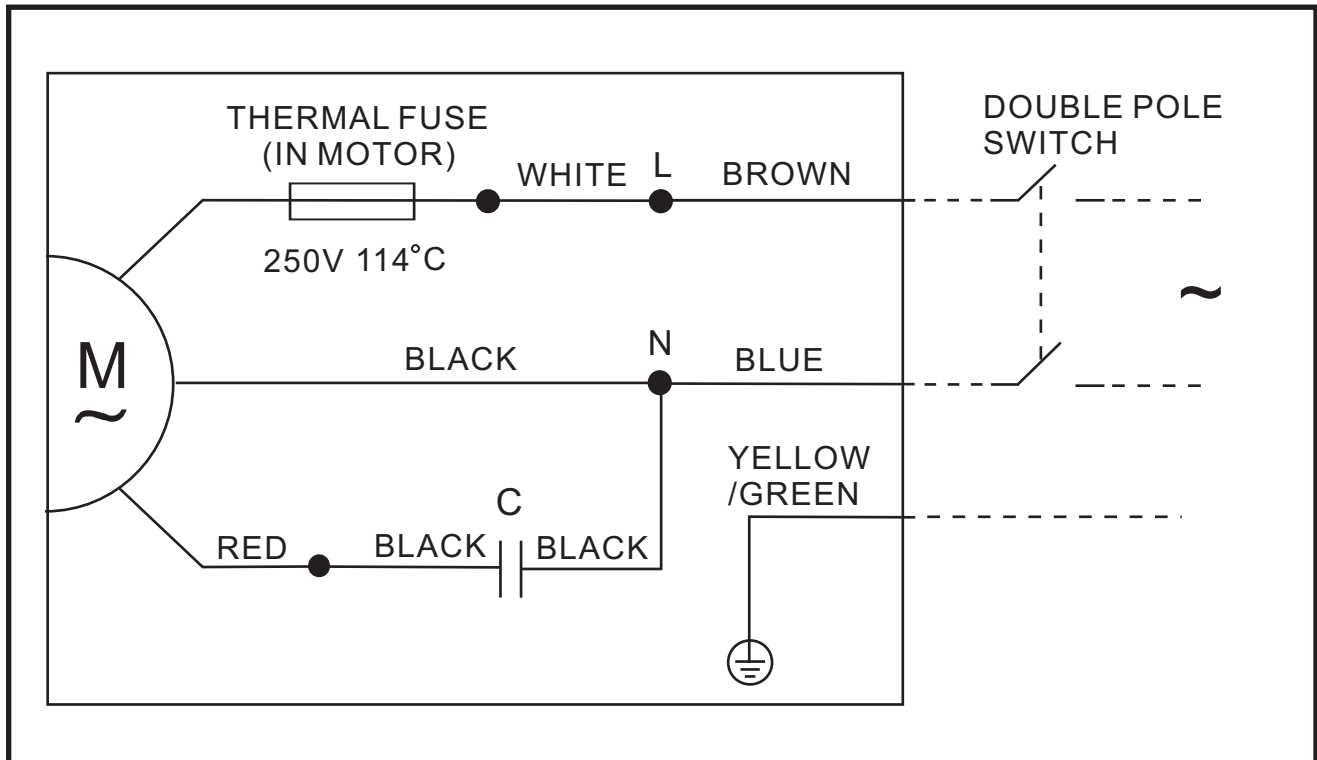 THERMAL FUSE
(IN MOTOR)
WHITE
L
BROWN
DOUBLE POLE
SWITCH
250V 114°C
~
M
~
BLACK
N
BLUE
YELLOW
/GREEN
C
RED
BLACK
BLACK